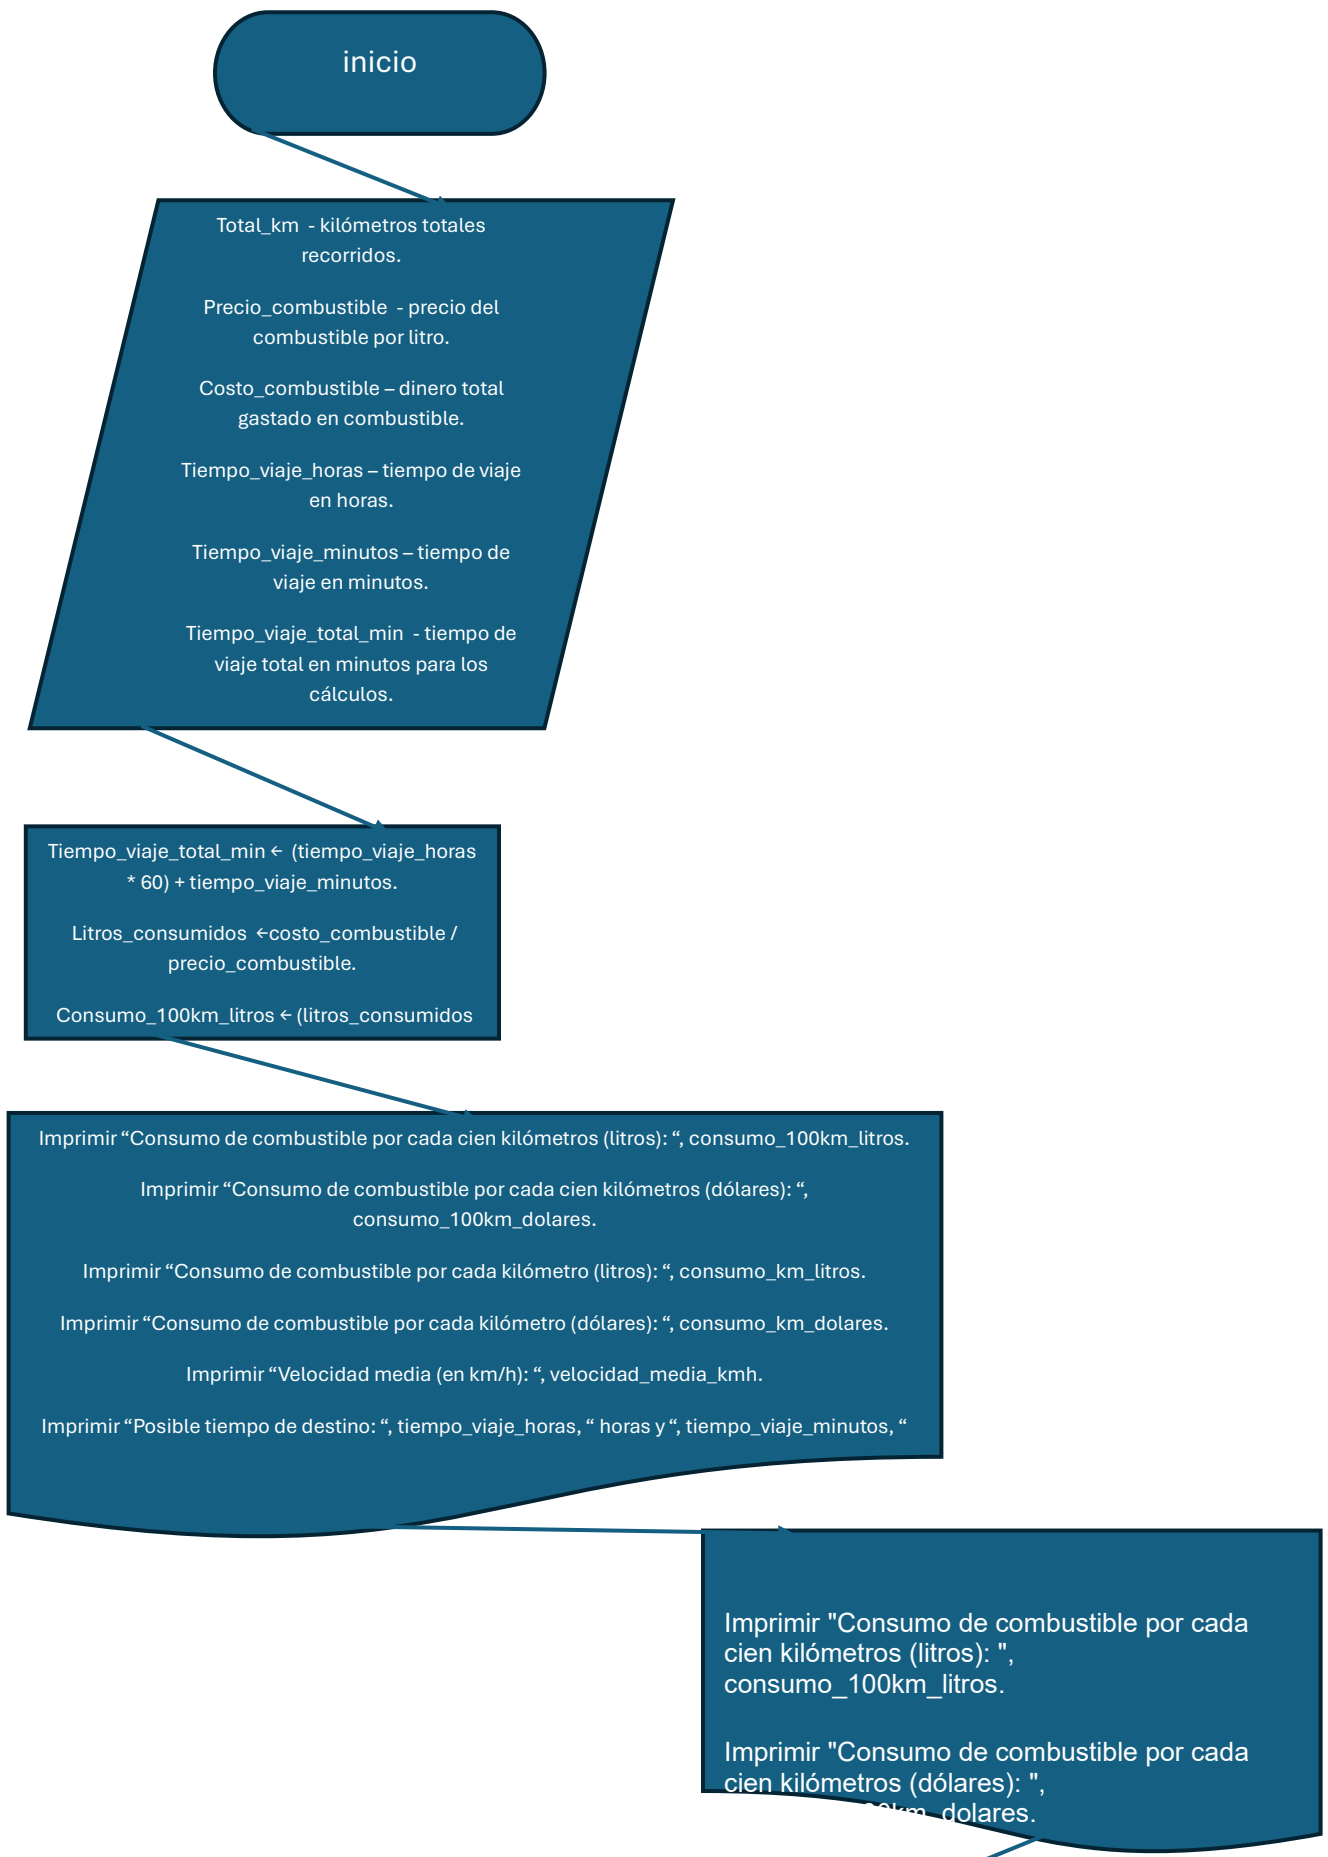 inicio
Total_km - kilómetros totales
recorridos.
Precio_combustible - precio del
combustible por litro.
Costo_combustible – dinero total
gastado en combustible.
Tiempo_viaje_horas – tiempo de viaje
en horas.
Tiempo_viaje_minutos – tiempo de
viaje en minutos.
Tiempo_viaje_total_min - tiempo de
viaje total en minutos para los
cálculos.
Tiempo_viaje_total_min ← (tiempo_viaje_horas
* 60) + tiempo_viaje_minutos.
Litros_consumidos ←costo_combustible /
precio_combustible.
Consumo_100km_litros ← (litros_consumidos
Imprimir “Consumo de combustible por cada cien kilómetros (litros): “, consumo_100km_litros.
Imprimir “Consumo de combustible por cada cien kilómetros (dólares): “,
consumo_100km_dolares.
Imprimir “Consumo de combustible por cada kilómetro (litros): “, consumo_km_litros.
Imprimir “Consumo de combustible por cada kilómetro (dólares): “, consumo_km_dolares.
Imprimir “Velocidad media (en km/h): “, velocidad_media_kmh.
Imprimir “Posible tiempo de destino: “, tiempo_viaje_horas, “ horas y “, tiempo_viaje_minutos, “
Imprimir "Consumo de combustible por cada
cien kilómetros (litros): ",
consumo_100km_litros.
Imprimir "Consumo de combustible por cada
cien kilómetros (dólares): ",
km_dolares.